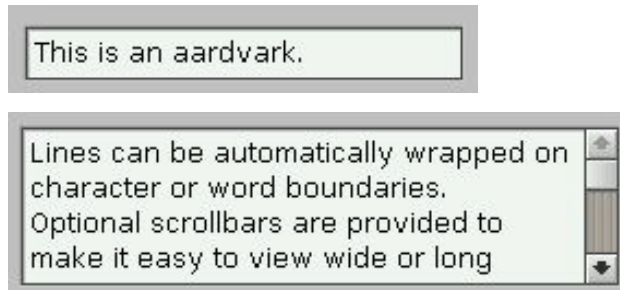 This is an aardvark.
Lines can be automatically wrapped on
character or word boundaries.
Optional scrollbars are provided to
make it easy to view wide or long